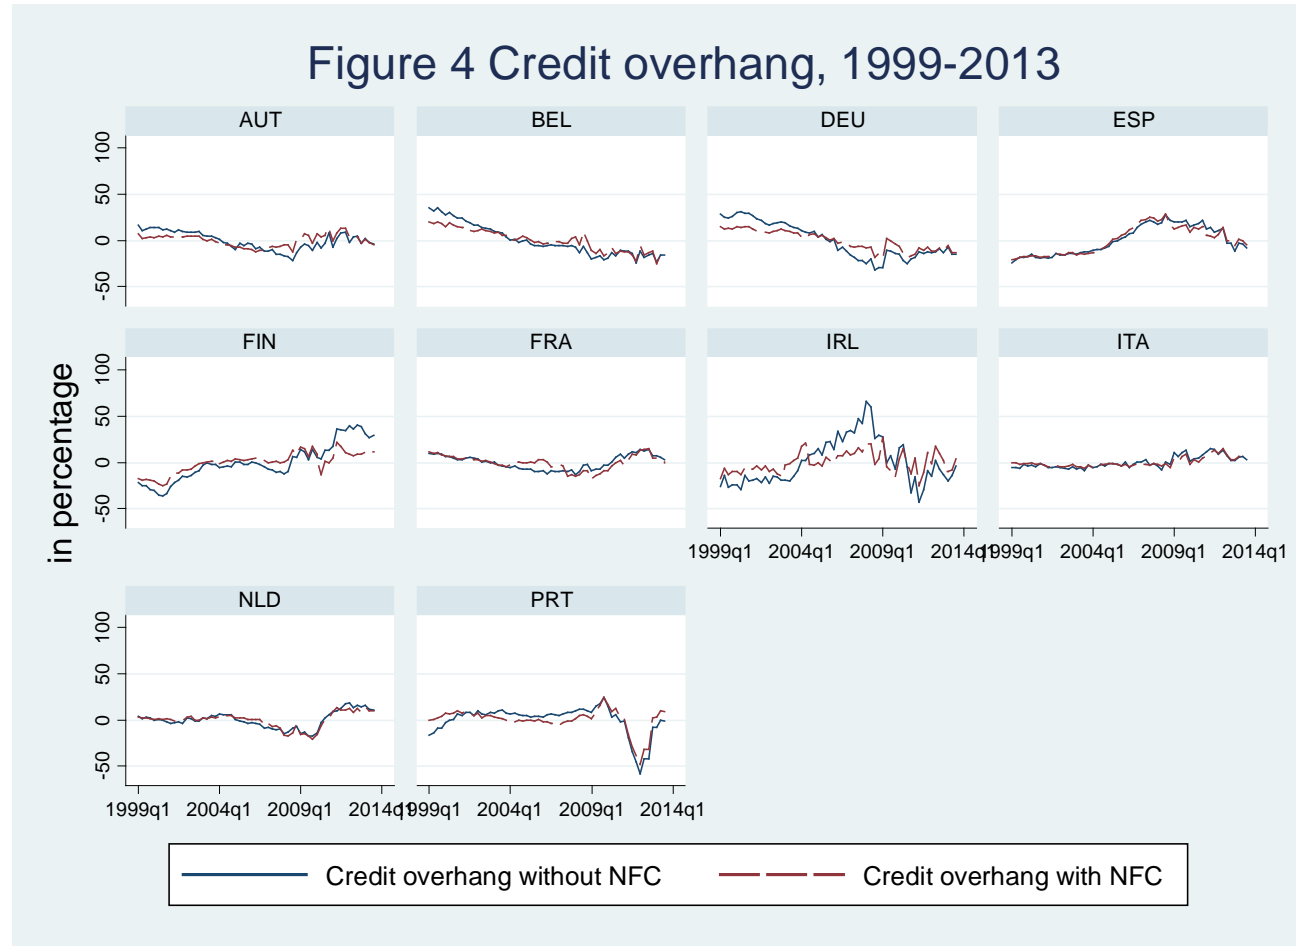 Figure 4 Credit overhang, 1999-2013
AUT BEL DEU ESP
100
50
0
-50
FIN FRA IRL ITA
100
50
0
-50
1999q1 2004q1 2009q1 2014q1 1999q1 2004q1 2009q1 2014q1
in percentage
NLD PRT
100
50
0
-50
1999q1 2004q1 2009q1 2014q1 1999q1 2004q1 2009q1 2014q1
Credit overhang without NFC Credit overhang with NFC